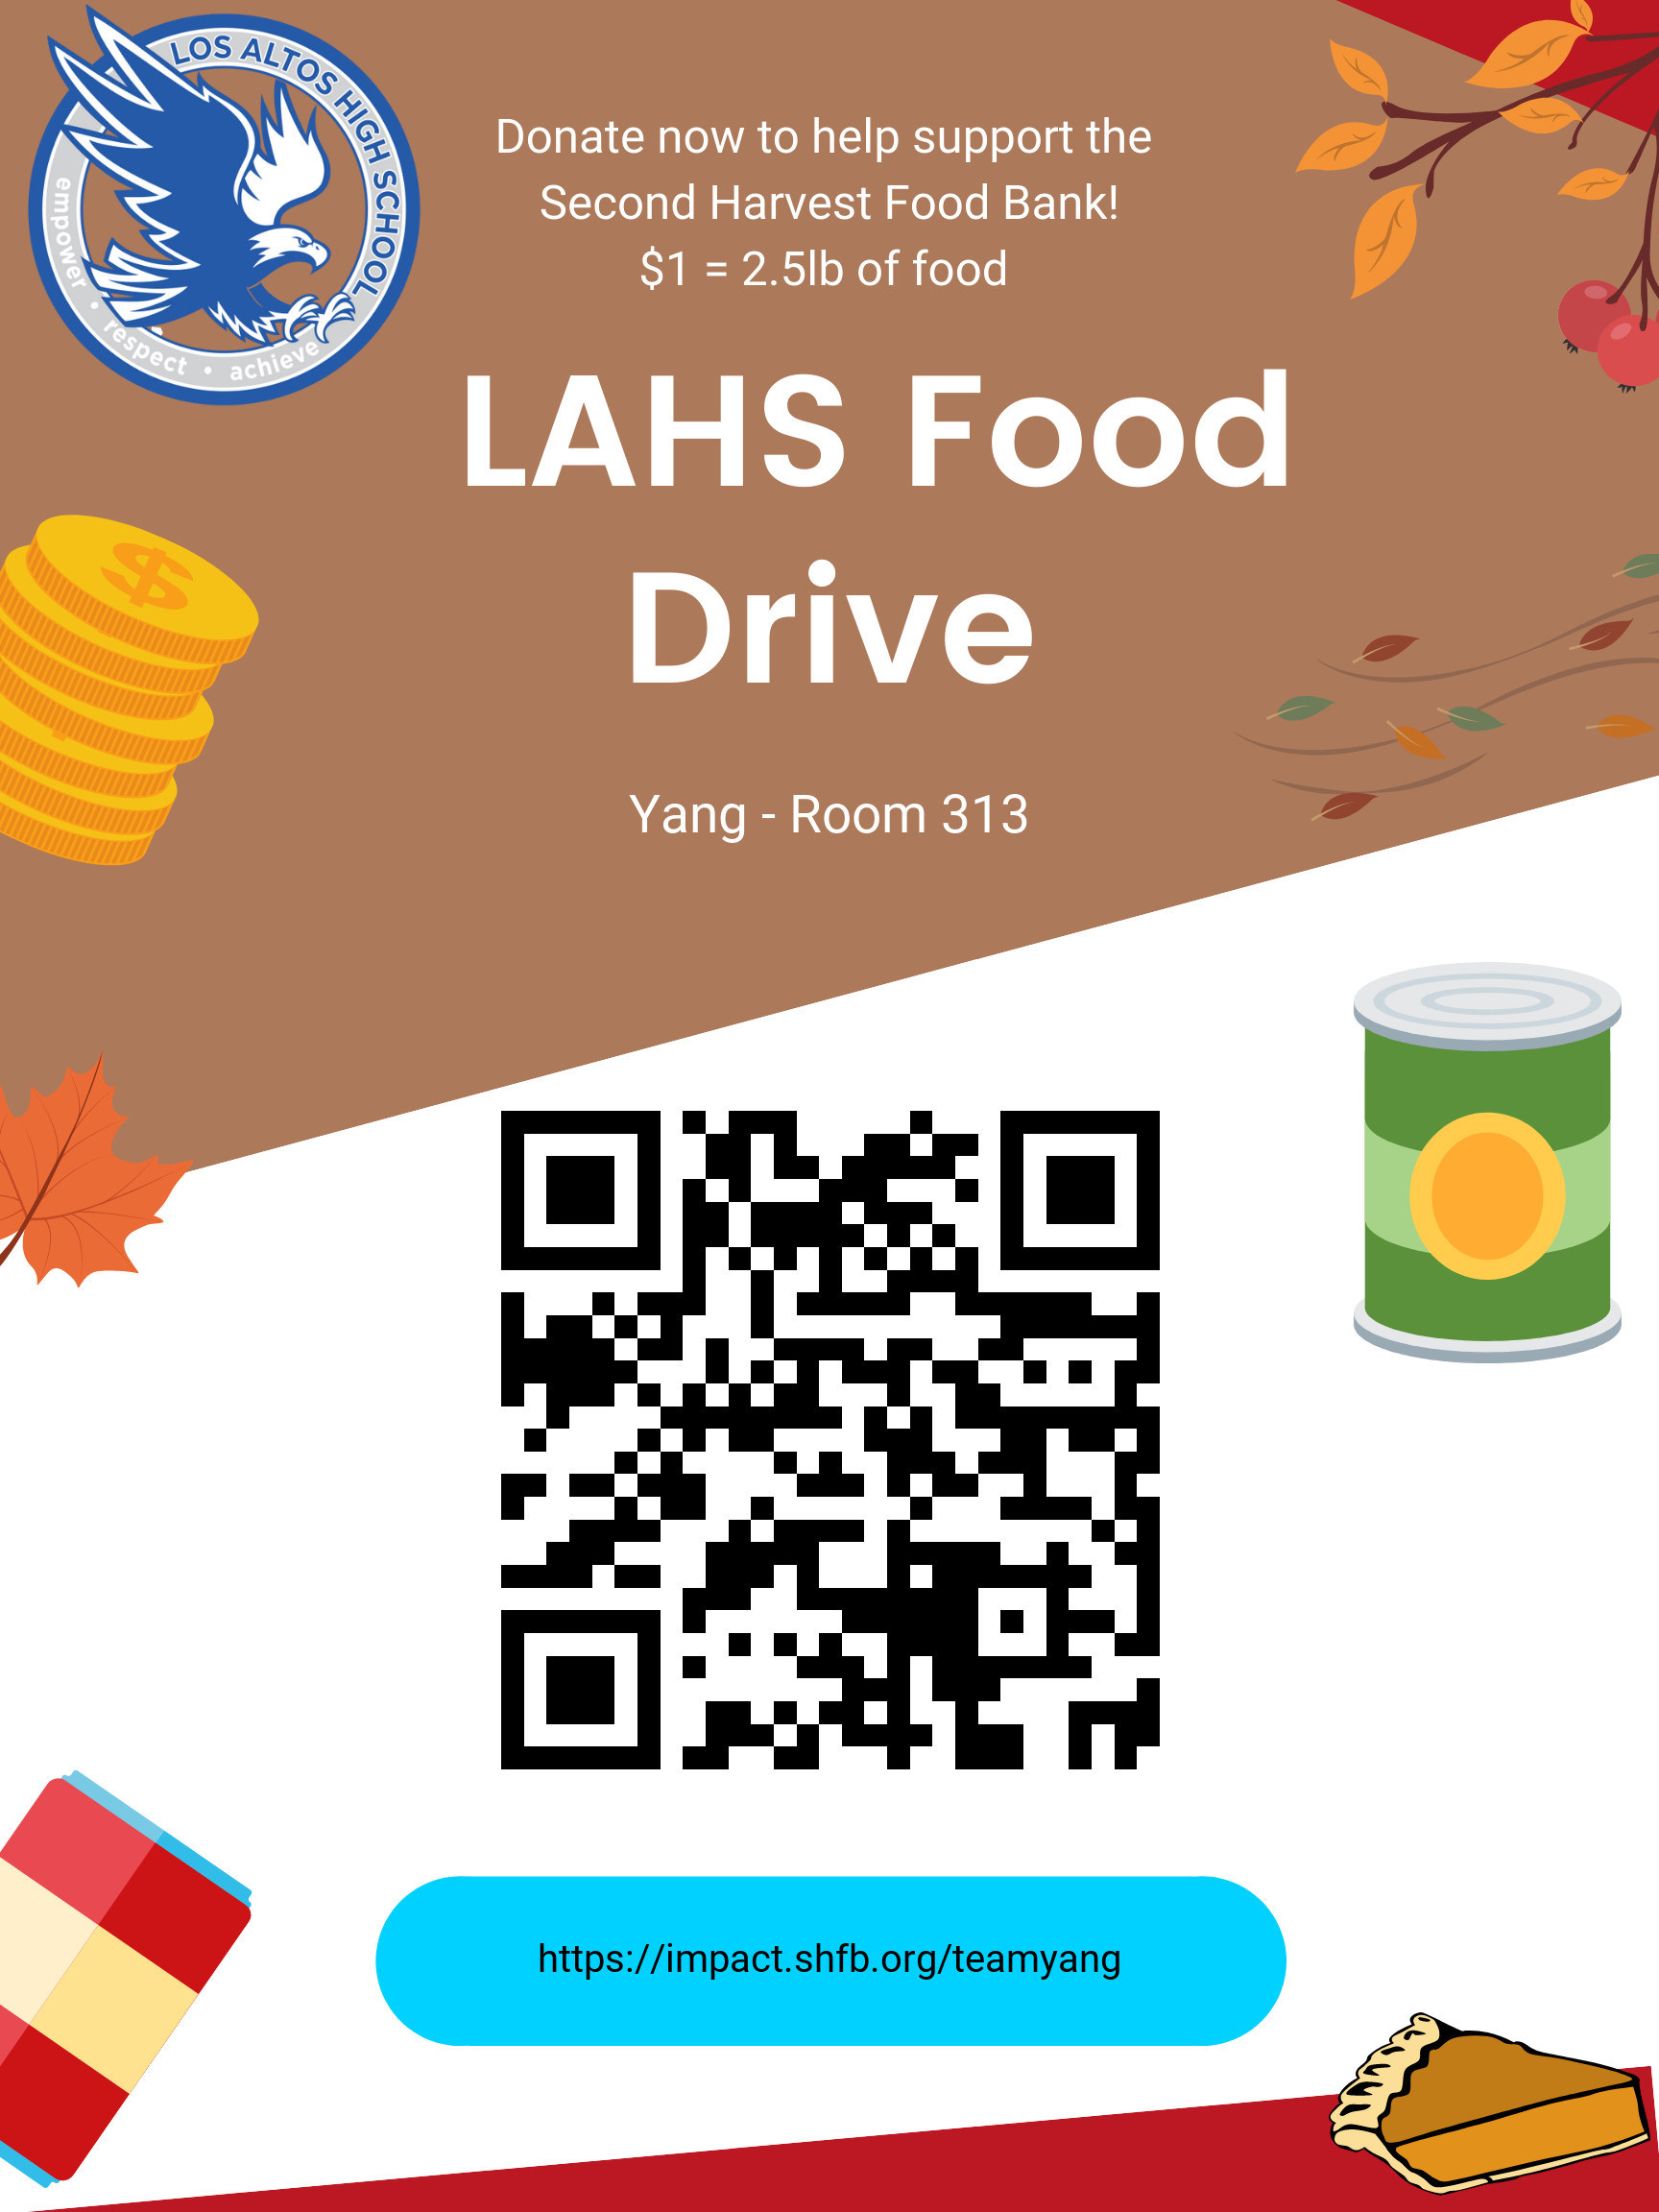 LOS ALTOS HIGH SCHOOL
empower • respect • achieve
Donate now to help support the
Second Harvest Food Bank!
$1 = 2.5lb of food
LAHS Food
Drive
Yang - Room 313
$
https://impact.shfb.org/teamyang